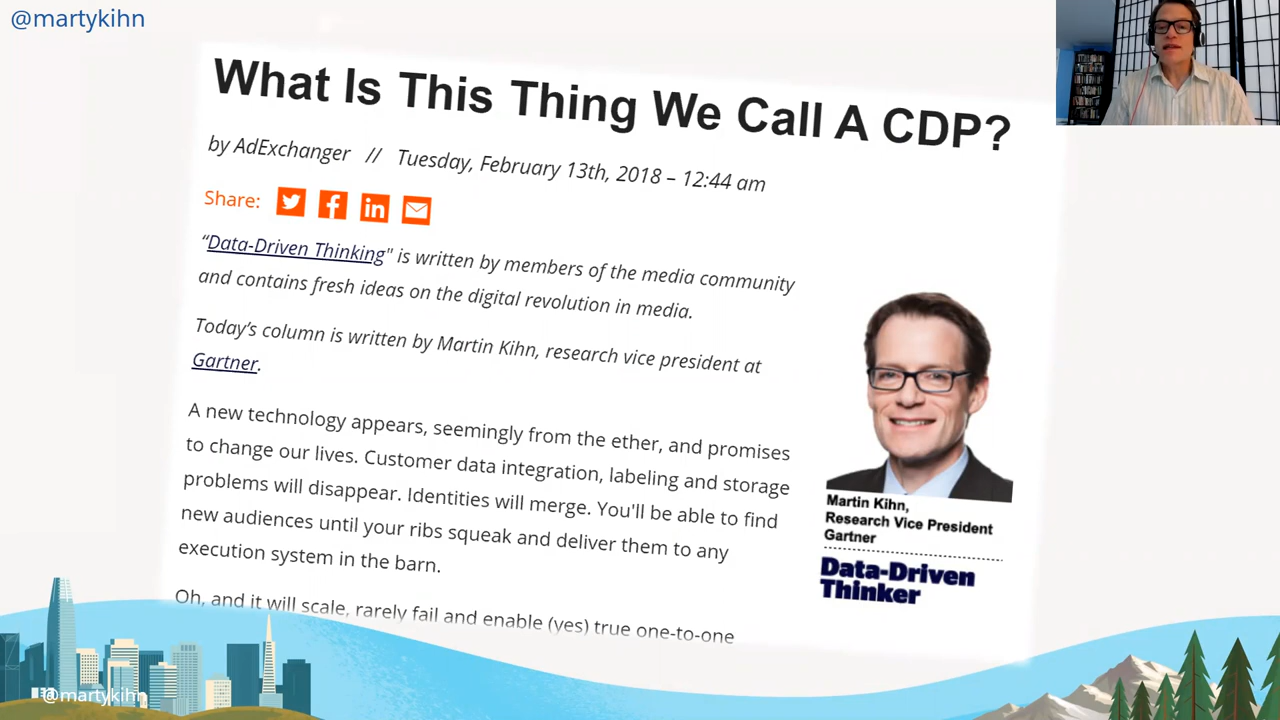 @martykihn
What Is This Thing We Call A CDP?
by AdExchanger // Tuesday, February 13th, 2018 – 12:44 am
Share:
“Data-Driven Thinking" is written by members of the media community
and contains fresh ideas on the digital revolution in media.
Today’s column is written by Martin Kihn, research vice president at
Gartner.
A new technology appears, seemingly from the ether, and promises
to change our lives. Customer data integration, labeling and storage
problems will disappear. Identities will merge. You'll be able to find
new audiences until your ribs squeak and deliver them to any
execution system in the barn.
Oh, and it will scale, rarely fail and enable (yes) true one-to-one
Martin Kihn,
Research Vice President
Gartner
Data-Driven
Thinker
@martykihn